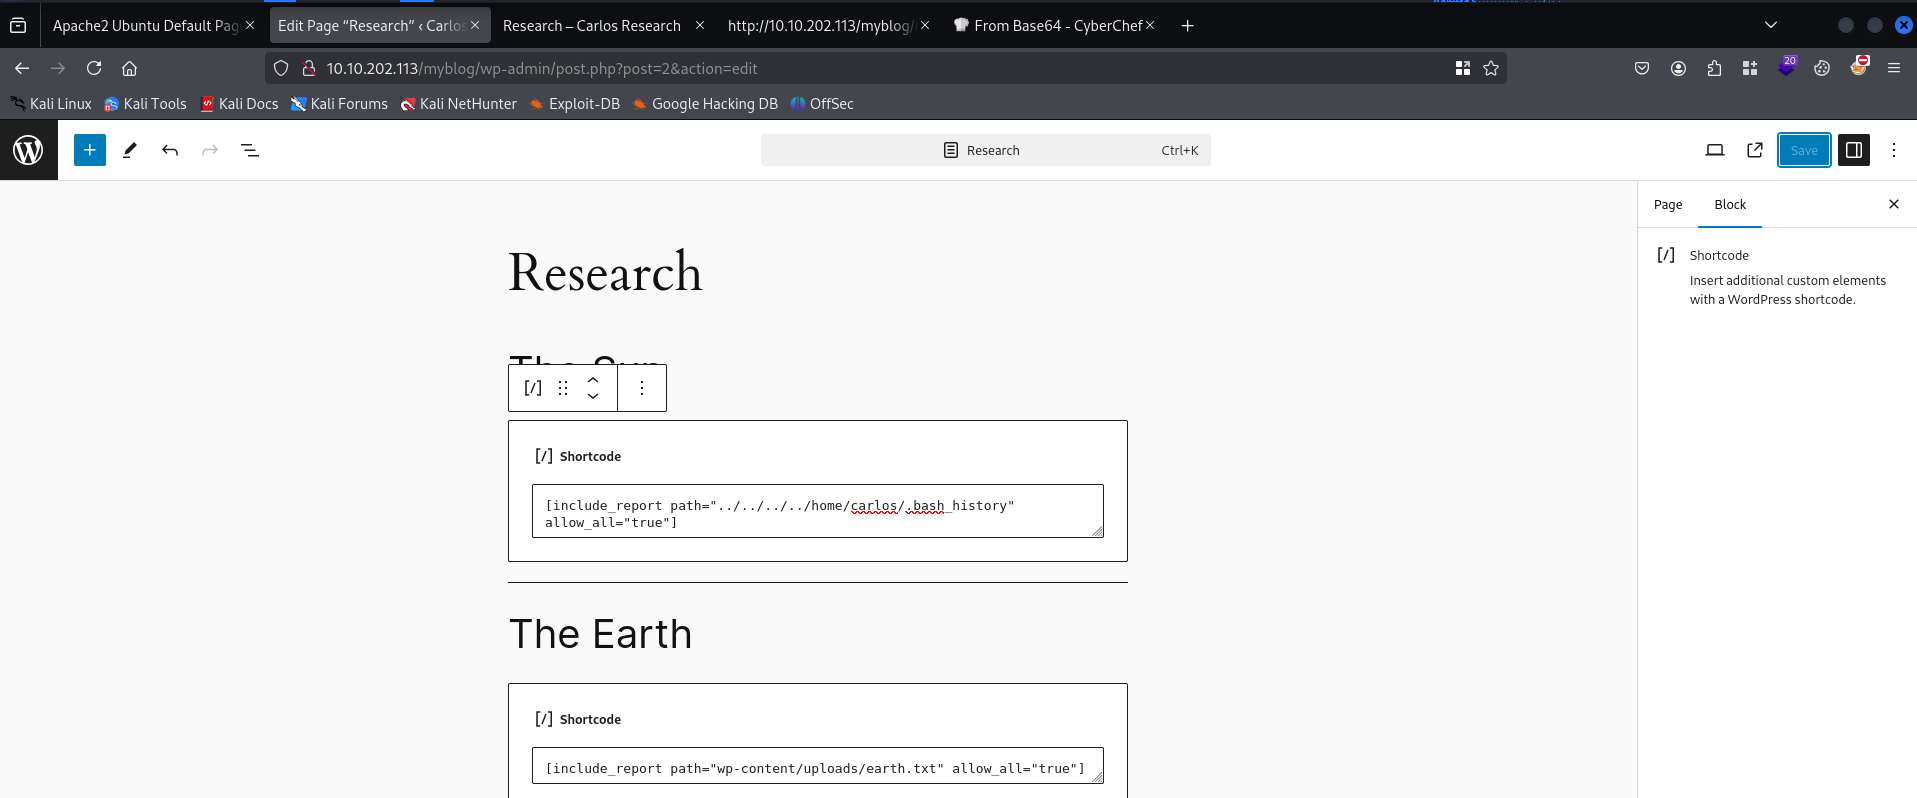 Apache2 Ubuntu Default Pag
Edit Page “Research” ‹ Carlos
Research – Carlos Research
http://10.10.202.113/myblog/
From Base64 - CyberChef
10.10.202.113/myblog/wp-admin/post.php?post=2&action=edit
20
Kali Linux
Kali Tools
Kali Docs
Kali Forums
Kali NetHunter
Exploit-DB
Google Hacking DB
OffSec
Research
Ctrl+K
Save
Page
Block
[/] Shortcode
Insert additional custom elements
with a WordPress shortcode.
Research
The Sun
[/]
[/] Shortcode
[include_report path="../../../../home/carlos/.bash_history"
allow_all="true"]
The Earth
[/] Shortcode
[include_report path="wp-content/uploads/earth.txt" allow_all="true"]